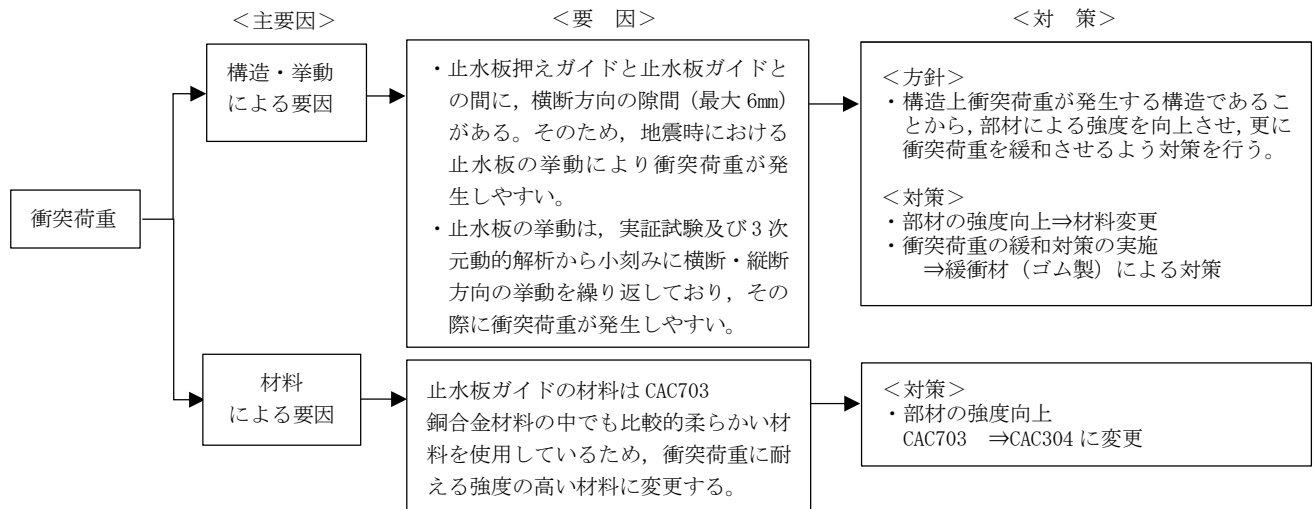 ＜主要因＞
＜要　因＞
＜対　策＞
衝突荷重
構造・挙動
による要因
・止水板押えガイドと止水板ガイドと
の間に，横断方向の隙間（最大 6mm）
がある。そのため，地震時における
止水板の挙動により衝突荷重が発
生しやすい。
・止水板の挙動は，実証試験及び 3 次
元動的解析から小刻みに横断・縦断
方向の挙動を繰り返しており，その
際に衝突荷重が発生しやすい。
＜方針＞
・構造上衝突荷重が発生する構造であるこ
とから，部材による強度を向上させ，更に
衝突荷重を緩和させるよう対策を行う。
＜対策＞
・部材の強度向上⇒材料変更
・衝突荷重の緩和対策の実施
⇒緩衝材（ゴム製）による対策
材料
による要因
止水板ガイドの材料は CAC703
銅合金材料の中でも比較的柔らかい材
料を使用しているため，衝突荷重に耐
える強度の高い材料に変更する。
＜対策＞
・部材の強度向上
CAC703　⇒CAC304 に変更